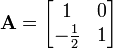 A = [ 1 0
-1/2 1 ]